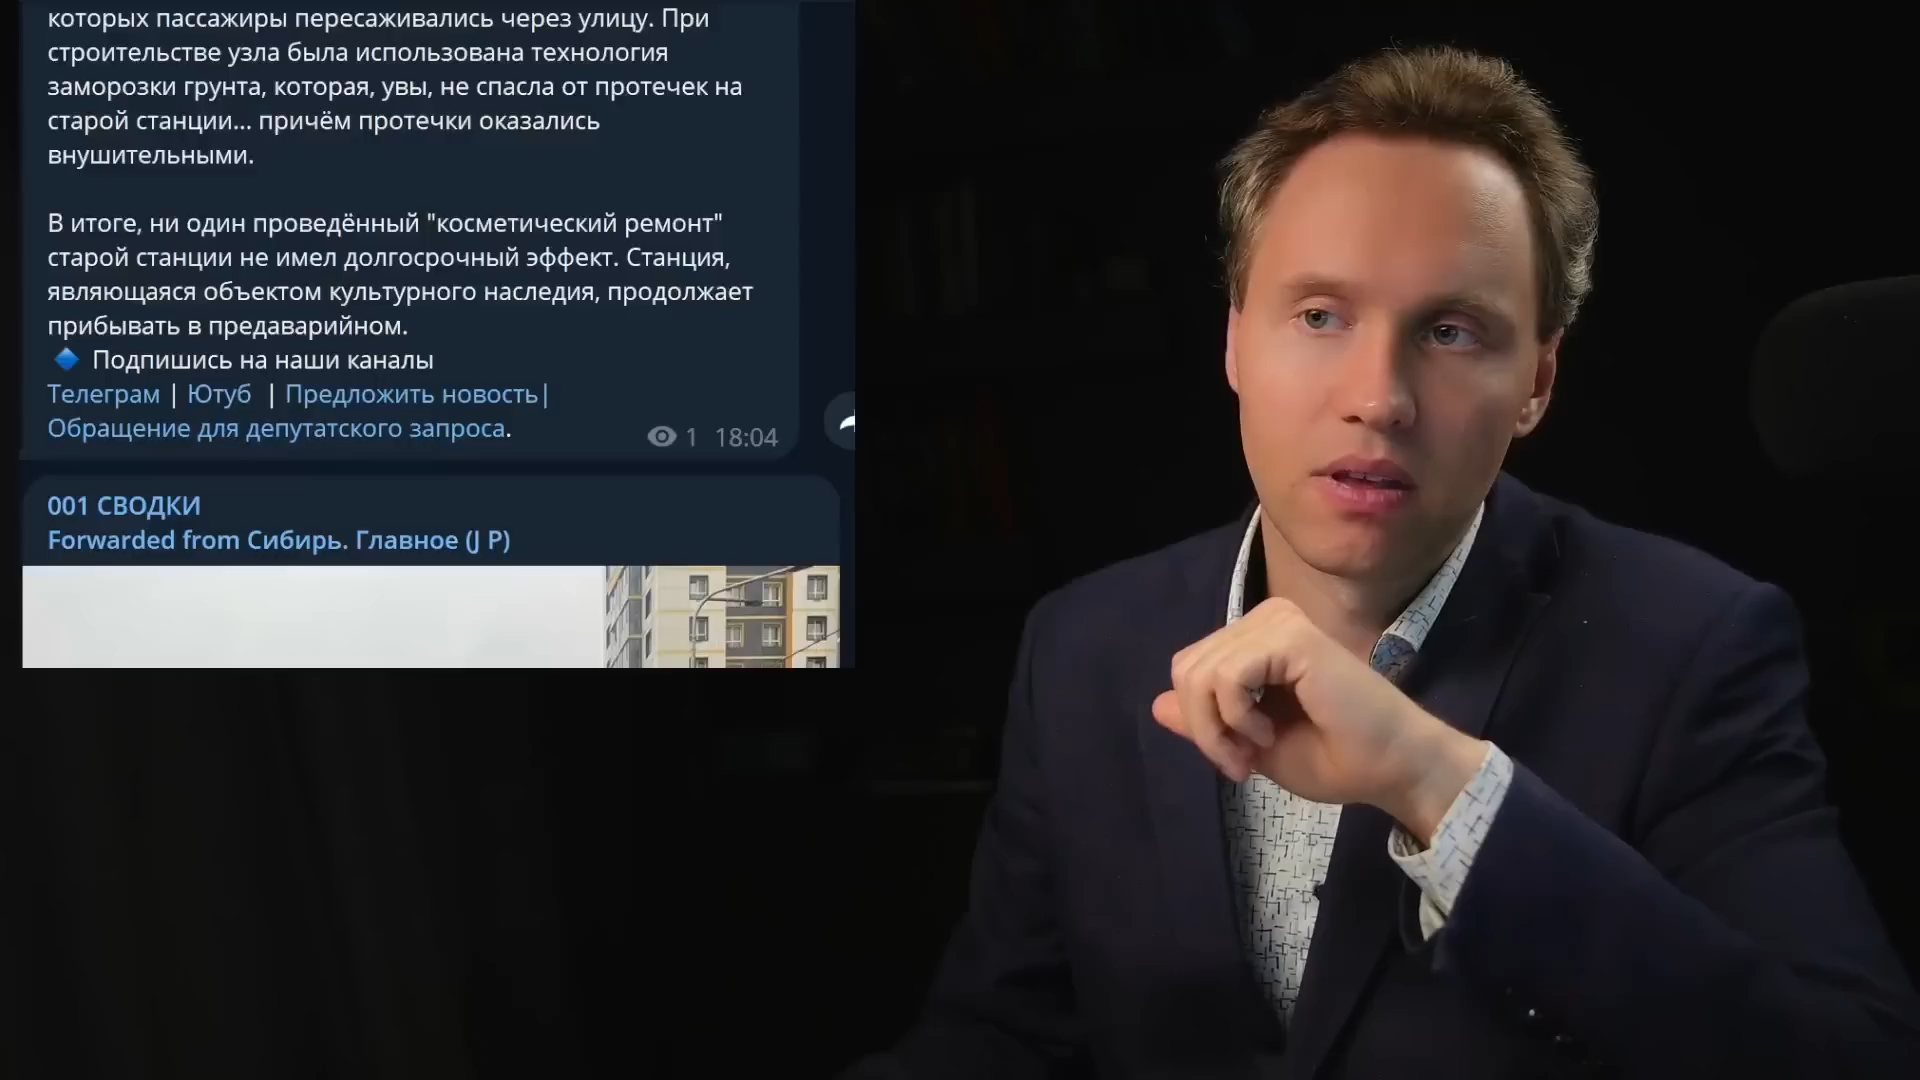 которых пассажиры пересаживались через улицу. При
строительстве узла была использована технология
заморозки грунта, которая, увы, не спасла от протечек на
старой станции... причём протечки оказались
внушительными.
В итоге, ни один проведённый "косметический ремонт"
старой станции не имел долгосрочный эффект. Станция,
являющаяся объектом культурного наследия, продолжает
прибывать в предаварийном.
Подпишись на наши каналы
Телеграм | Ютуб | Предложить новость|
Обращение для депутатского запроса.
1 18:04
001 СВОДКИ
Forwarded from Сибирь. Главное (J P)